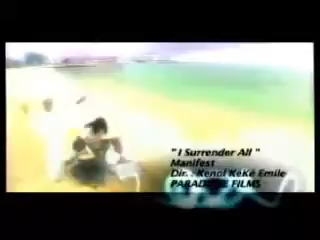 " I Surrender All "
Manifest
Dir. : Kenol KeKe Emile
PARADISE FILMS